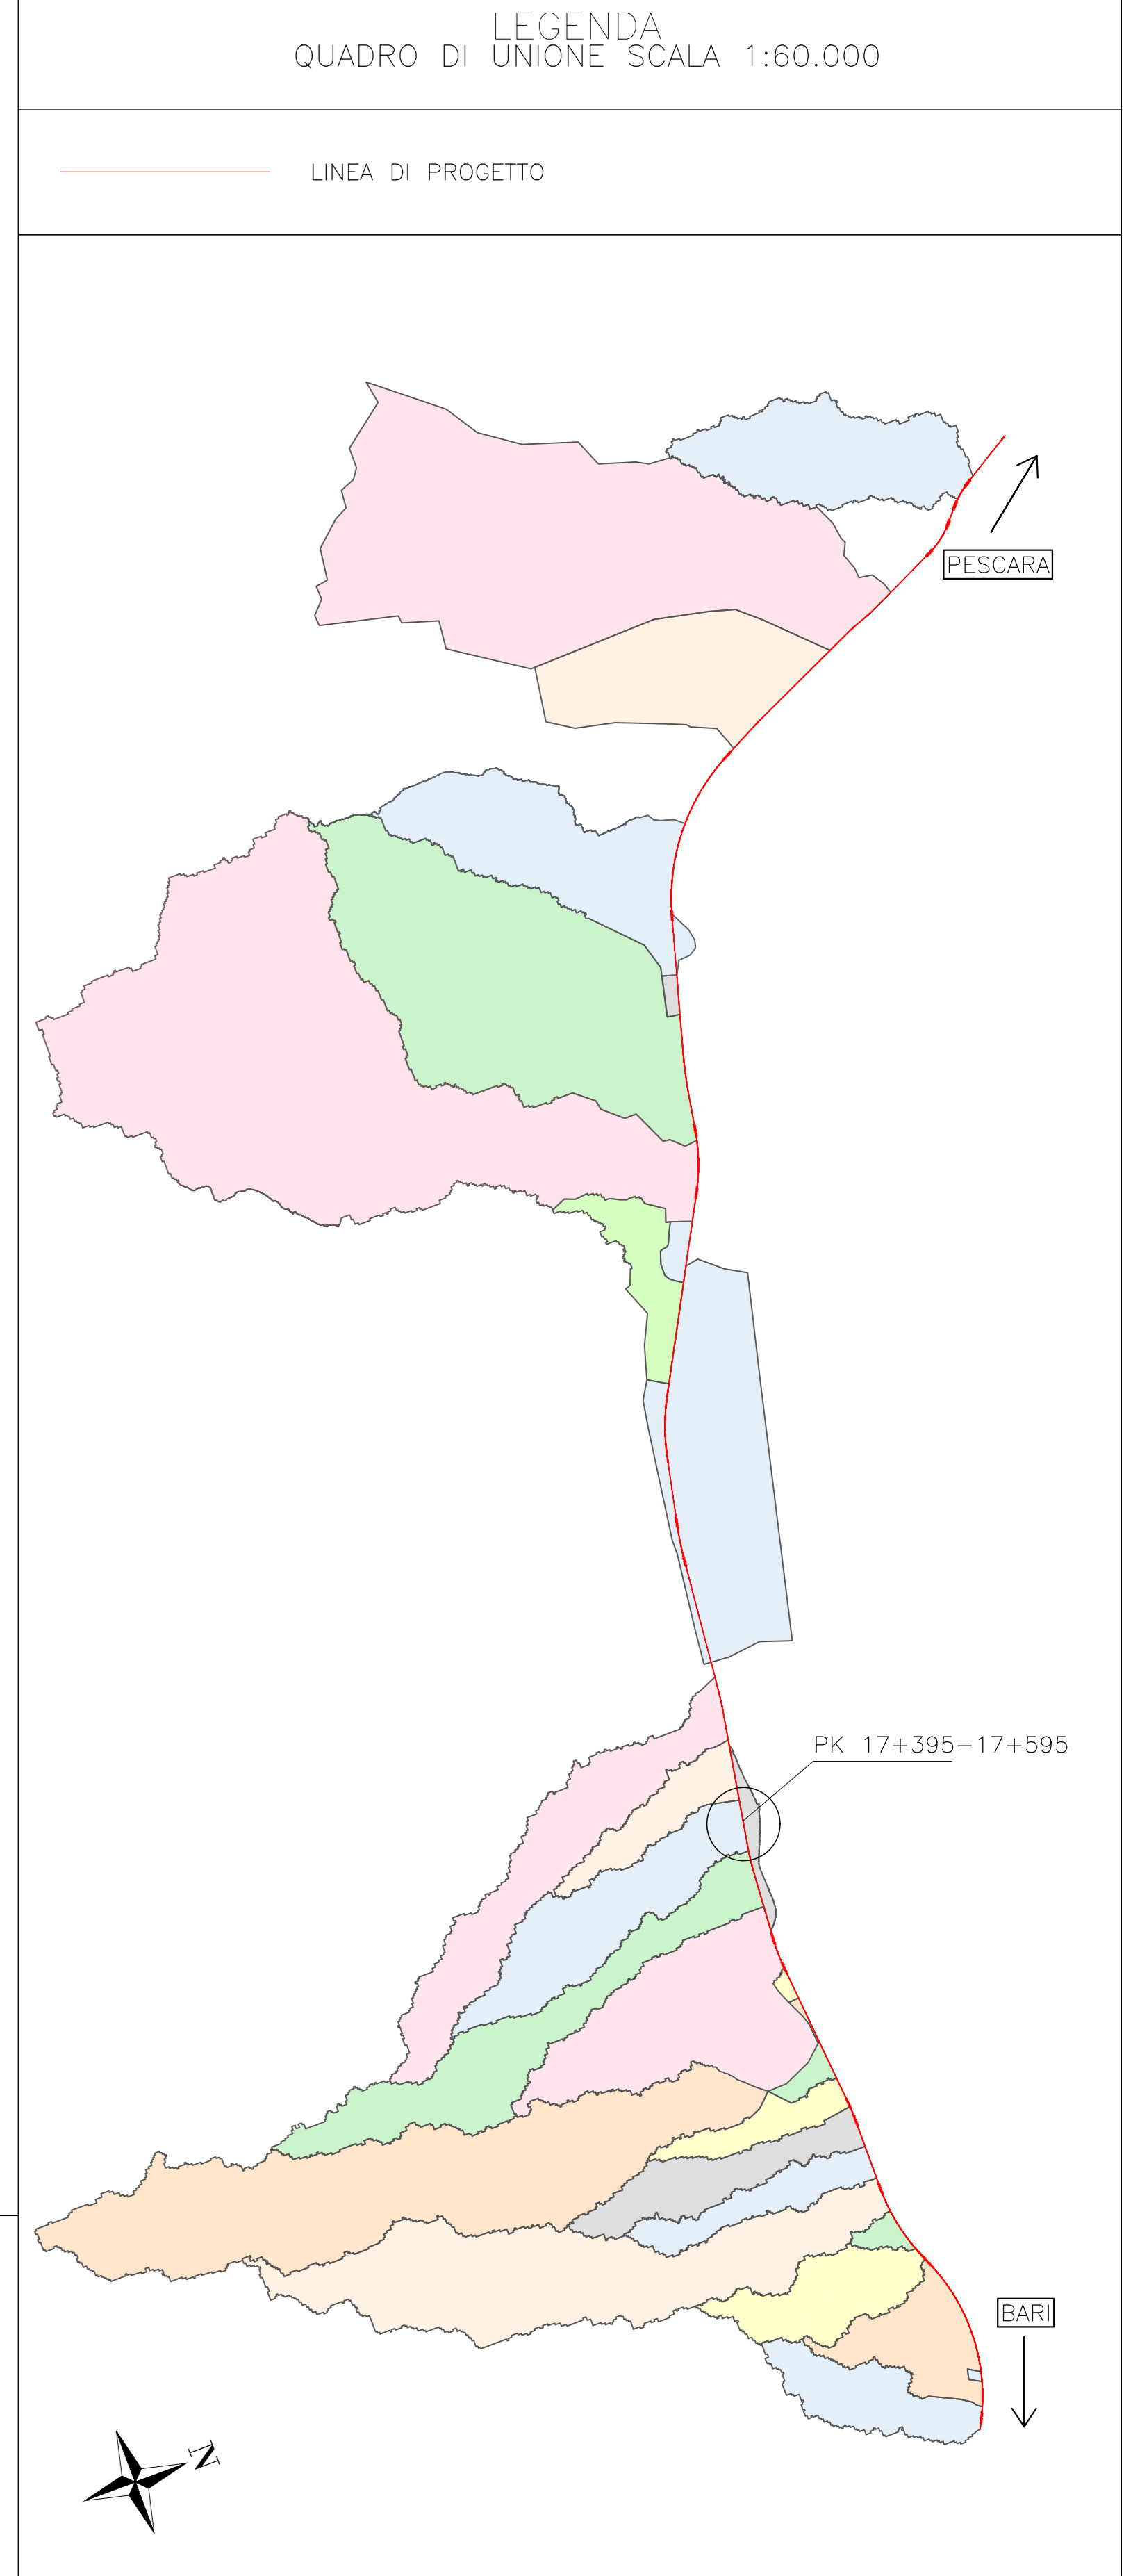 LEGENDA
QUADRO DI UNIONE SCALA 1:60.000
LINEA DI PROGETTO
PESCARA
PK 17+395-17+595
BARI
N